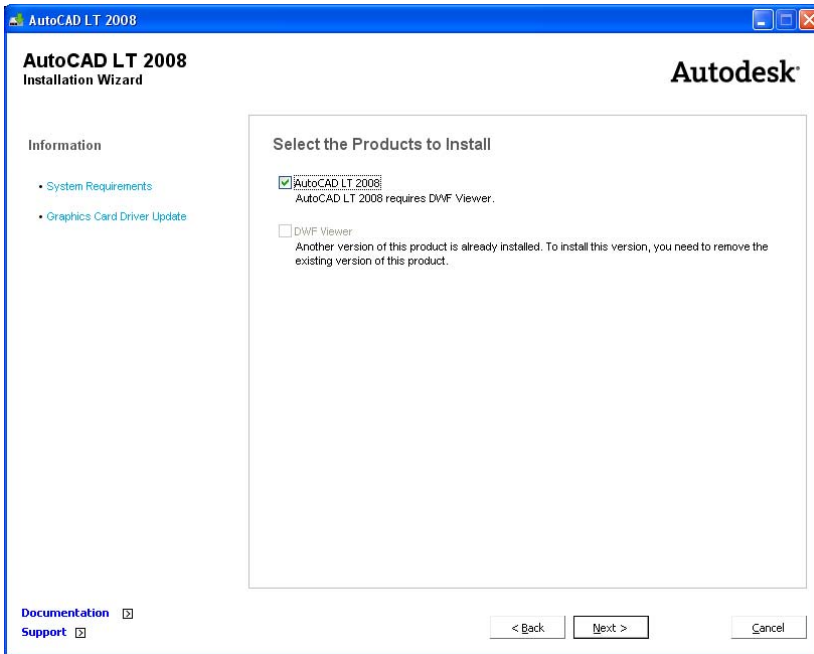 AutoCAD LT 2008
AutoCAD LT 2008
Installation Wizard
Autodesk
Information
• System Requirements
• Graphics Card Driver Update
Select the Products to Install
AutoCAD LT 2008
AutoCAD LT 2008 requires DWF Viewer.
DWF Viewer
Another version of this product is already installed. To install this version, you need to remove the
existing version of this product.
Documentation
Support
< Back
Next >
Cancel